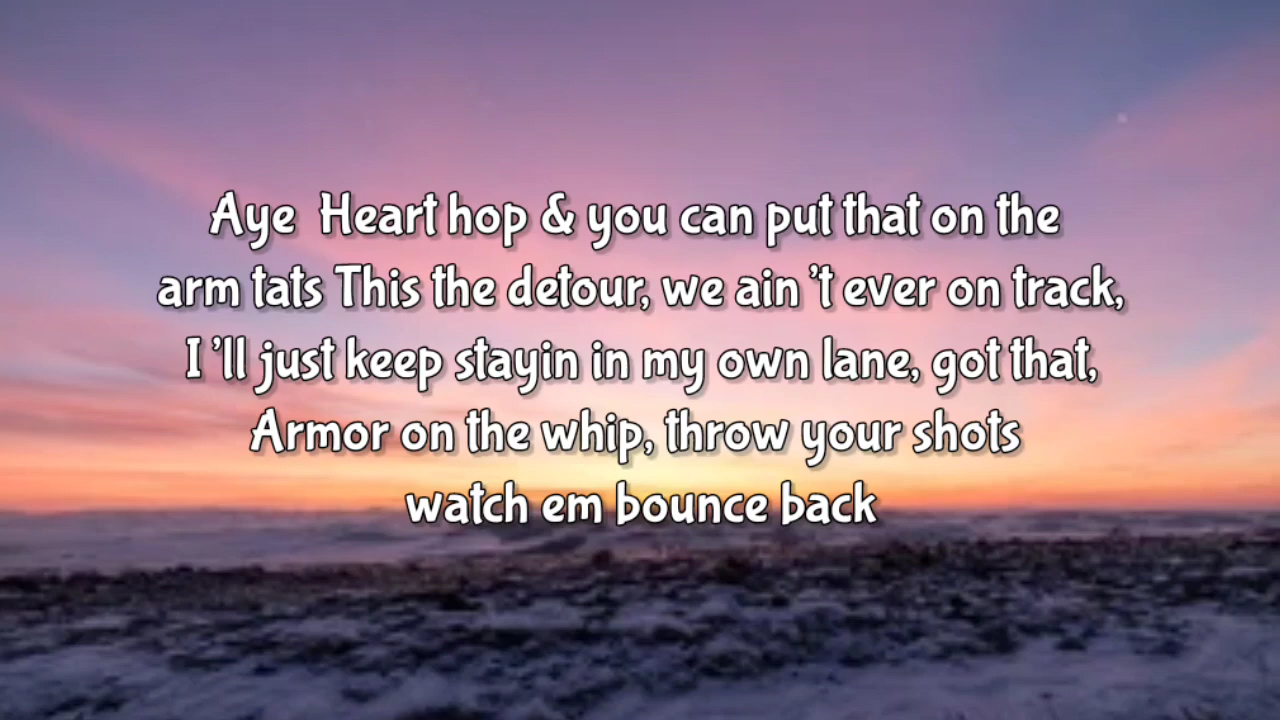 Aye  Heart hop & you can put that on the
arm tats This the detour, we ain 't ever on track,
I 'll just keep stayin in my own lane, got that,
Armor on the whip, throw your shots
watch em bounce back